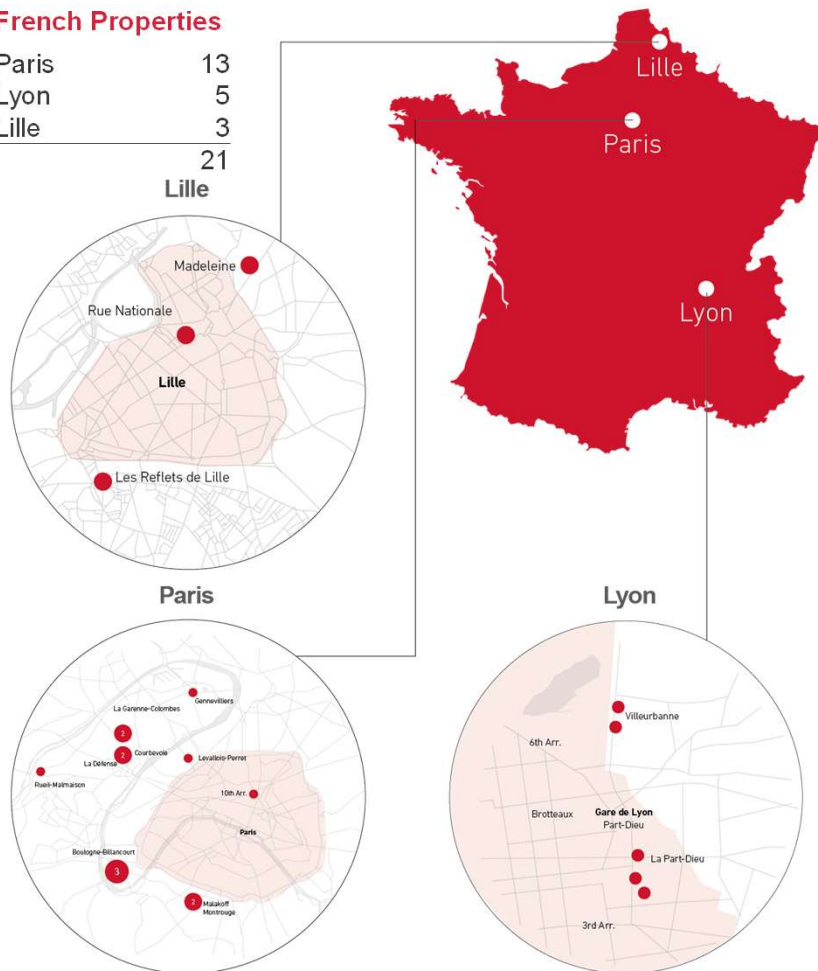 French Properties
Paris 13
Lyon 5
Lille 3
21
Lille
Paris
Lyon
Lille
Madeleine
Rue Nationale
Lille
Les Reflets de Lille
Paris
Gennevilliers
La Garenne-Colombes
2
La Défense
2
Courbevoie
Levallois-Perret
Rueil-Malmaison
10th Arr.
Paris
Boulogne-Billancourt
3
2
Malakoff
Montrouge
Lyon
Villeurbanne
6th Arr.
Brotteaux
Gare de Lyon
Part-Dieu
La Part-Dieu
3rd Arr.